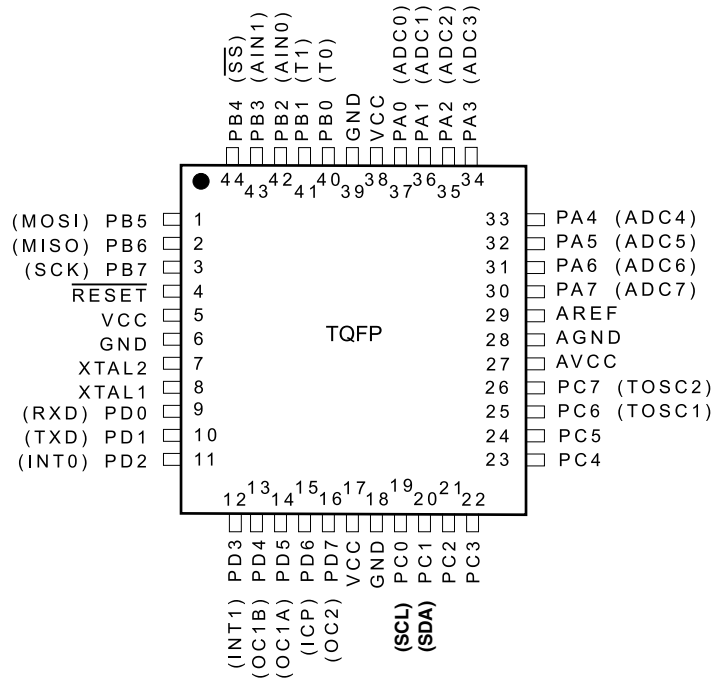 PB4 (SS)
PB3 (AIN1)
PB2 (AIN0)
PB1 (T1)
PB0 (T0)
GND
VCC
PA0 (ADC0)
PA1 (ADC1)
PA2 (ADC2)
PA3 (ADC3)
44 43 42 41 40 39 38 37 36 35 34
(MOSI) PB5 1
(MISO) PB6 2
(SCK) PB7 3
RESET 4
VCC 5
GND 6
XTAL2 7
XTAL1 8
(RXD) PD0 9
(TXD) PD1 10
(INT0) PD2 11
TQFP
33 PA4 (ADC4)
32 PA5 (ADC5)
31 PA6 (ADC6)
30 PA7 (ADC7)
29 AREF
28 AGND
27 AVCC
26 PC7 (TOSC2)
25 PC6 (TOSC1)
24 PC5
23 PC4
12 13 14 15 16 17 18 19 20 21 22
(INT1) PD3
(OC1B) PD4
(OC1A) PD5
(ICP) PD6
(OC2) PD7
VCC
GND
(SCL) PC0
(SDA) PC1
PC2
PC3